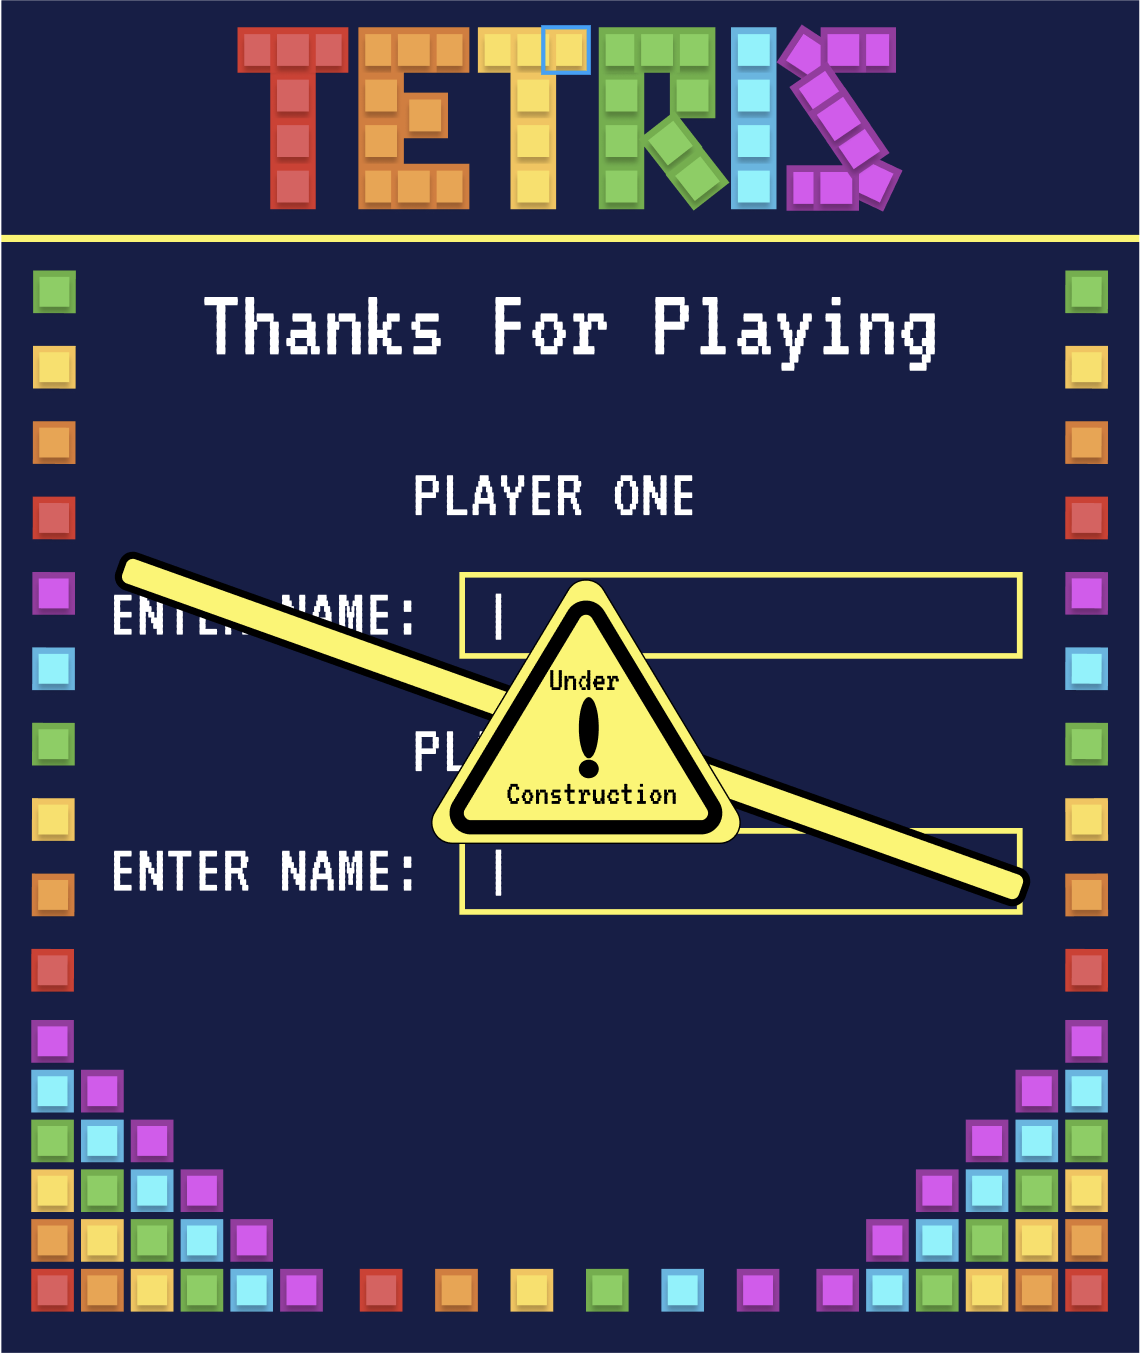 TETRIS
Thanks For Playing
PLAYER ONE
ENTER NAME:
Under
!
Construction
ENTER NAME: